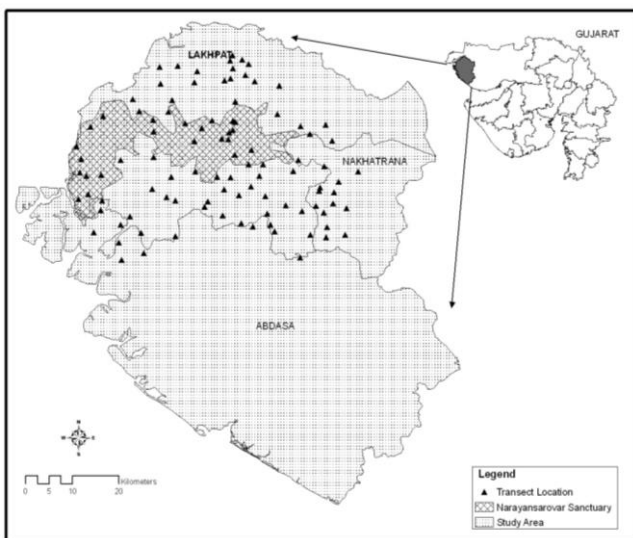 GUJARAT
LAKHPAT
NAKHATRANA
ABDASA
N
W E
S
Kilometers
0 5 10 20
Legend
Transect Location
Narayansarovar Sanctuary
Study Area